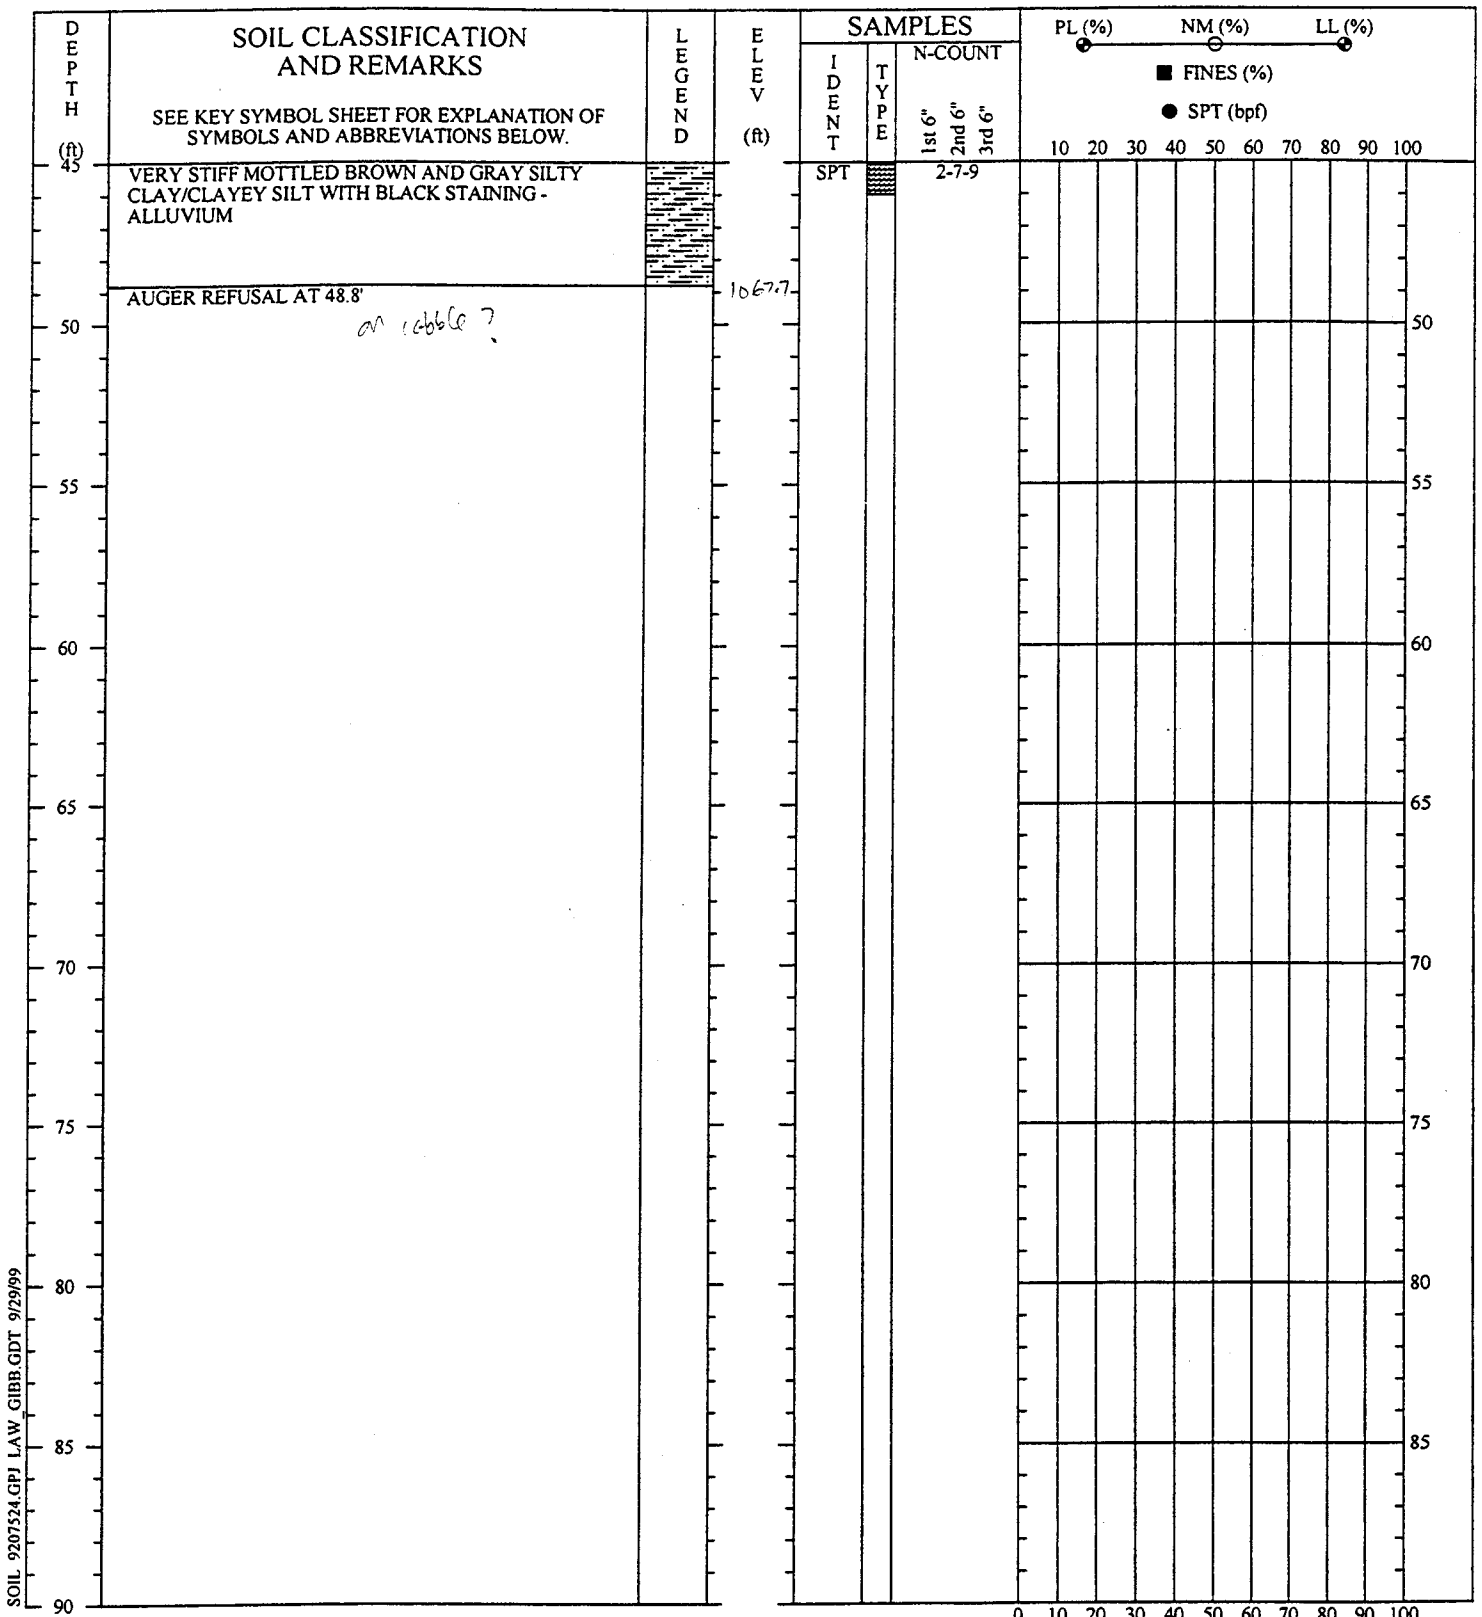 DEPTH
(ft)
SOIL CLASSIFICATION
AND REMARKS
SEE KEY SYMBOL SHEET FOR EXPLANATION OF
SYMBOLS AND ABBREVIATIONS BELOW.
LEGEND
ELEV
(ft)
SAMPLES
IDENT
TYPE
N-COUNT
1st 6"
2nd 6"
3rd 6"
PL (%) NM (%) LL (%)
FINES (%)
SPT (bpf)
10 20 30 40 50 60 70 80 90 100
45
VERY STIFF MOTTLED BROWN AND GRAY SILTY
CLAY/CLAYEY SILT WITH BLACK STAINING -
ALLUVIUM
SPT 2-7-9
AUGER REFUSAL AT 48.8'
1067.7
on cobble ?
50 50
55 55
60 60
65 65
70 70
75 75
80 80
85 85
90
0 10 20 30 40 50 60 70 80 90 100
SOIL 9207524.GPJ LAW_GIBB.GDT 9/29/99